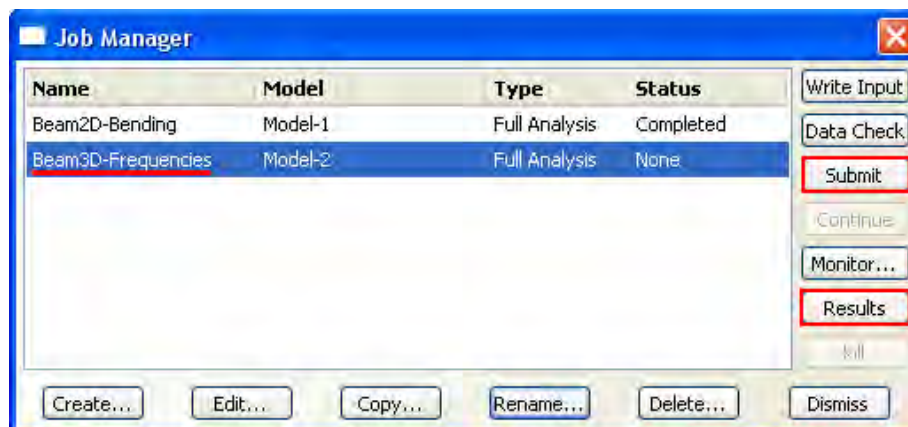 Job Manager
Name Model Type Status
Beam2D-Bending Model-1 Full Analysis Completed
Beam3D-Frequencies Model-2 Full Analysis None
Write Input
Data Check
Submit
Continue
Monitor...
Results
Kill
Create... Edit... Copy... Rename... Delete... Dismiss